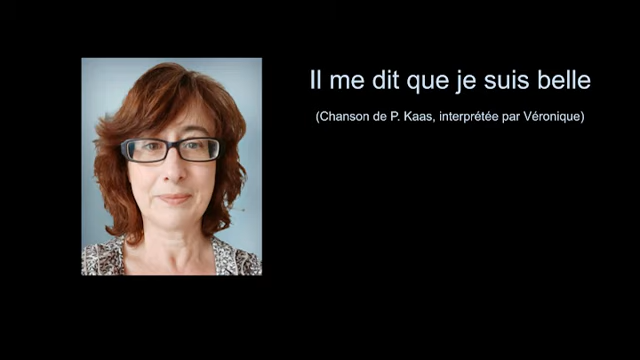 Il me dit que je suis belle
(Chanson de P. Kaas, interprétée par Véronique)